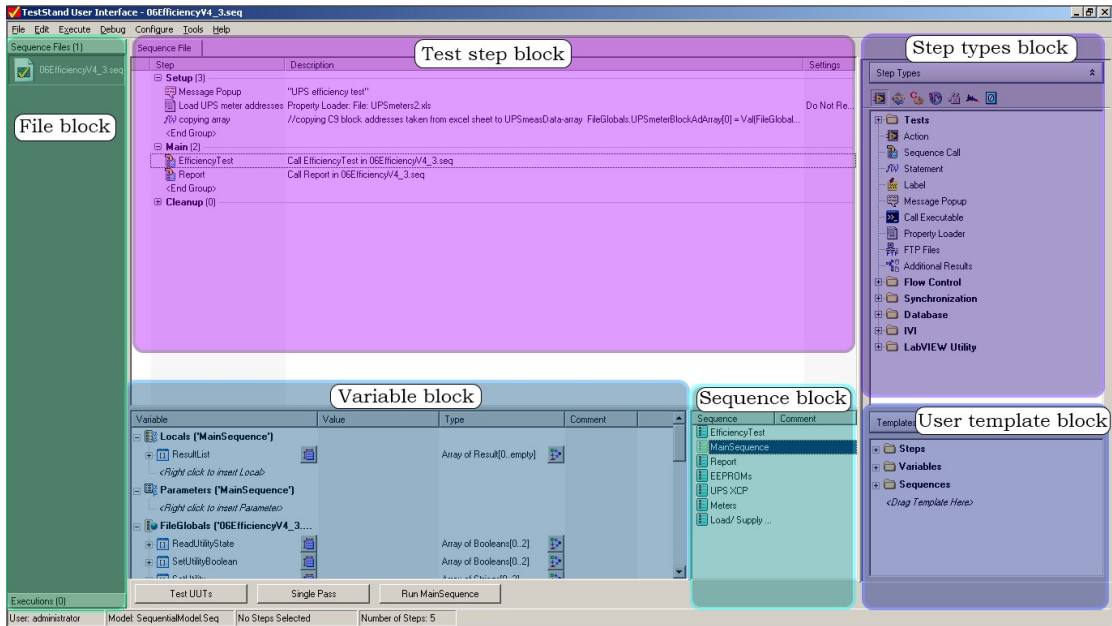 TestStand User Interface - 06EfficiencyV4_3.seq
File Edit Execute Debug Configure Tools Help
Sequence Files (1)
06EfficiencyV4_3.seq
File block
Executions (0)
Sequence File
Test step block
Step Description Settings
Setup (3)
Message Popup "UPS efficiency test"
Load UPS meter addresses Property Loader: File: UPSmeters2.xls Do Not Re...
copying array //copying C9 block addresses taken from excel sheet to UPSmeasData-array FileGlobals.UPSmeterBlockAdArray[0] = Val(FileGlobal...
<End Group>
Main (2)
EfficiencyTest Call EfficiencyTest in 06EfficiencyV4_3.seq
Report Call Report in 06EfficiencyV4_3.seq
<End Group>
Cleanup (0)
Step types block
Step Types
Tests
Action
Sequence Call
Statement
Label
Message Popup
Call Executable
Property Loader
FTP Files
Additional Results
Flow Control
Synchronization
Database
IVI
LabVIEW Utility
Variable block
Variable Value Type Comment
Locals ('MainSequence')
ResultList Array of Result[0..empty]
<Right click to insert Local>
Parameters ('MainSequence')
<Right click to insert Parameter>
FileGlobals ('06EfficiencyV4_3....
ReadUtilityState Array of Booleans[0..2]
SetUtilityBoolean Array of Booleans[0..2]
Sequence block
Sequence Comment
EfficiencyTest
MainSequence
Report
EEPROMs
UPS XCP
Meters
Load/ Supply ...
User template block
Templates
Steps
Variables
Sequences
<Drag Template Here>
Test UUTs Single Pass Run MainSequence
User: administrator Model: SequentialModel.Seq No Steps Selected Number of Steps: 5